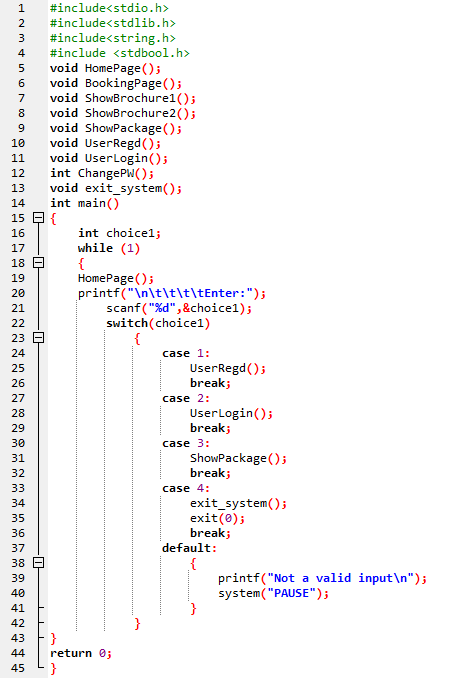 1 #include<stdio.h>
2 #include<stdlib.h>
3 #include<string.h>
4 #include <stdbool.h>
5 void HomePage();
6 void BookingPage();
7 void ShowBrochure1();
8 void ShowBrochure2();
9 void ShowPackage();
10 void UserRegd();
11 void UserLogin();
12 int ChangePW();
13 void exit_system();
14 int main()
15 {
16 int choice1;
17 while (1)
18 {
19 HomePage();
20 printf("\n\t\t\t\tEnter:");
21 scanf("%d",&choice1);
22 switch(choice1)
23 {
24 case 1:
25 UserRegd();
26 break;
27 case 2:
28 UserLogin();
29 break;
30 case 3:
31 ShowPackage();
32 break;
33 case 4:
34 exit_system();
35 exit(0);
36 break;
37 default:
38 {
39 printf("Not a valid input\n");
40 system("PAUSE");
41 }
42 }
43 }
44 return 0;
45 }